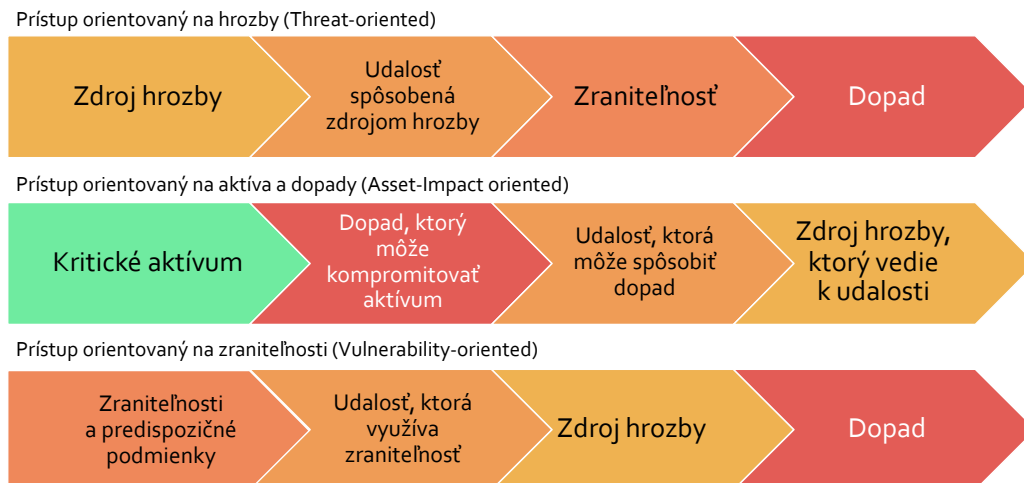 Prístup orientovaný na hrozby (Threat-oriented)
Zdroj hrozby
Udalosť
spôsobená
zdrojom hrozby
Zraniteľnosť
Dopad
Prístup orientovaný na aktíva a dopady (Asset-Impact oriented)
Kritické aktívum
Dopad, ktorý
môže
kompromitovať
aktívum
Udalosť, ktorá
môže spôsobiť
dopad
Zdroj hrozby,
ktorý vedie
k udalosti
Prístup orientovaný na zraniteľnosti (Vulnerability-oriented)
Zraniteľnosti
a predispozičné
podmienky
Udalosť, ktorá
využíva
zraniteľnosť
Zdroj hrozby
Dopad